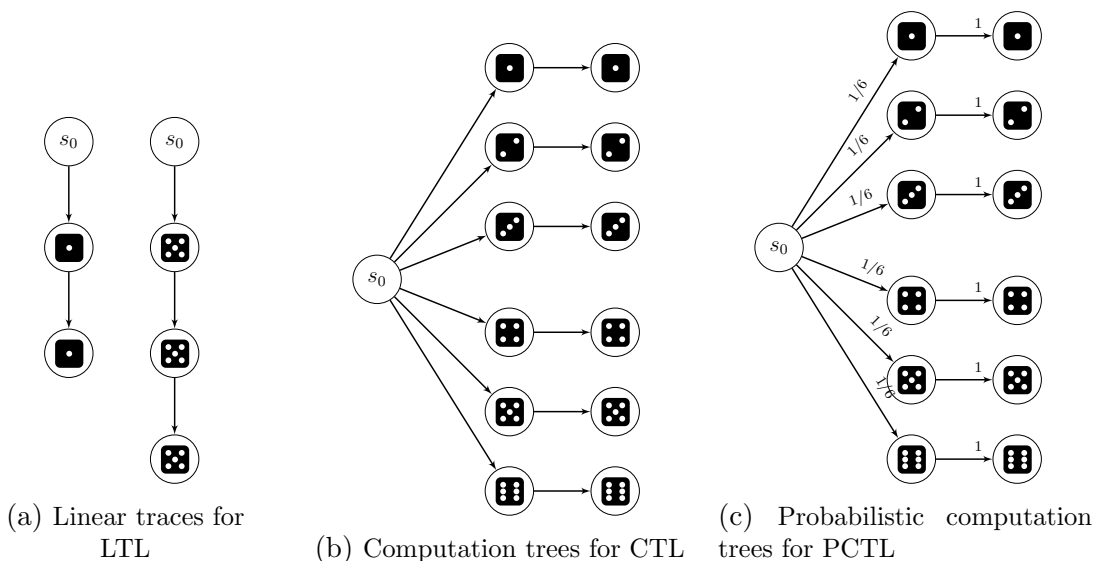 s₀
s₀
(a) Linear traces for
LTL
s₀
(b) Computation trees for CTL
s₀
1/6
1/6
1/6
1/6
1/6
1/6
1
1
1
1
1
1
(c) Probabilistic computation
trees for PCTL